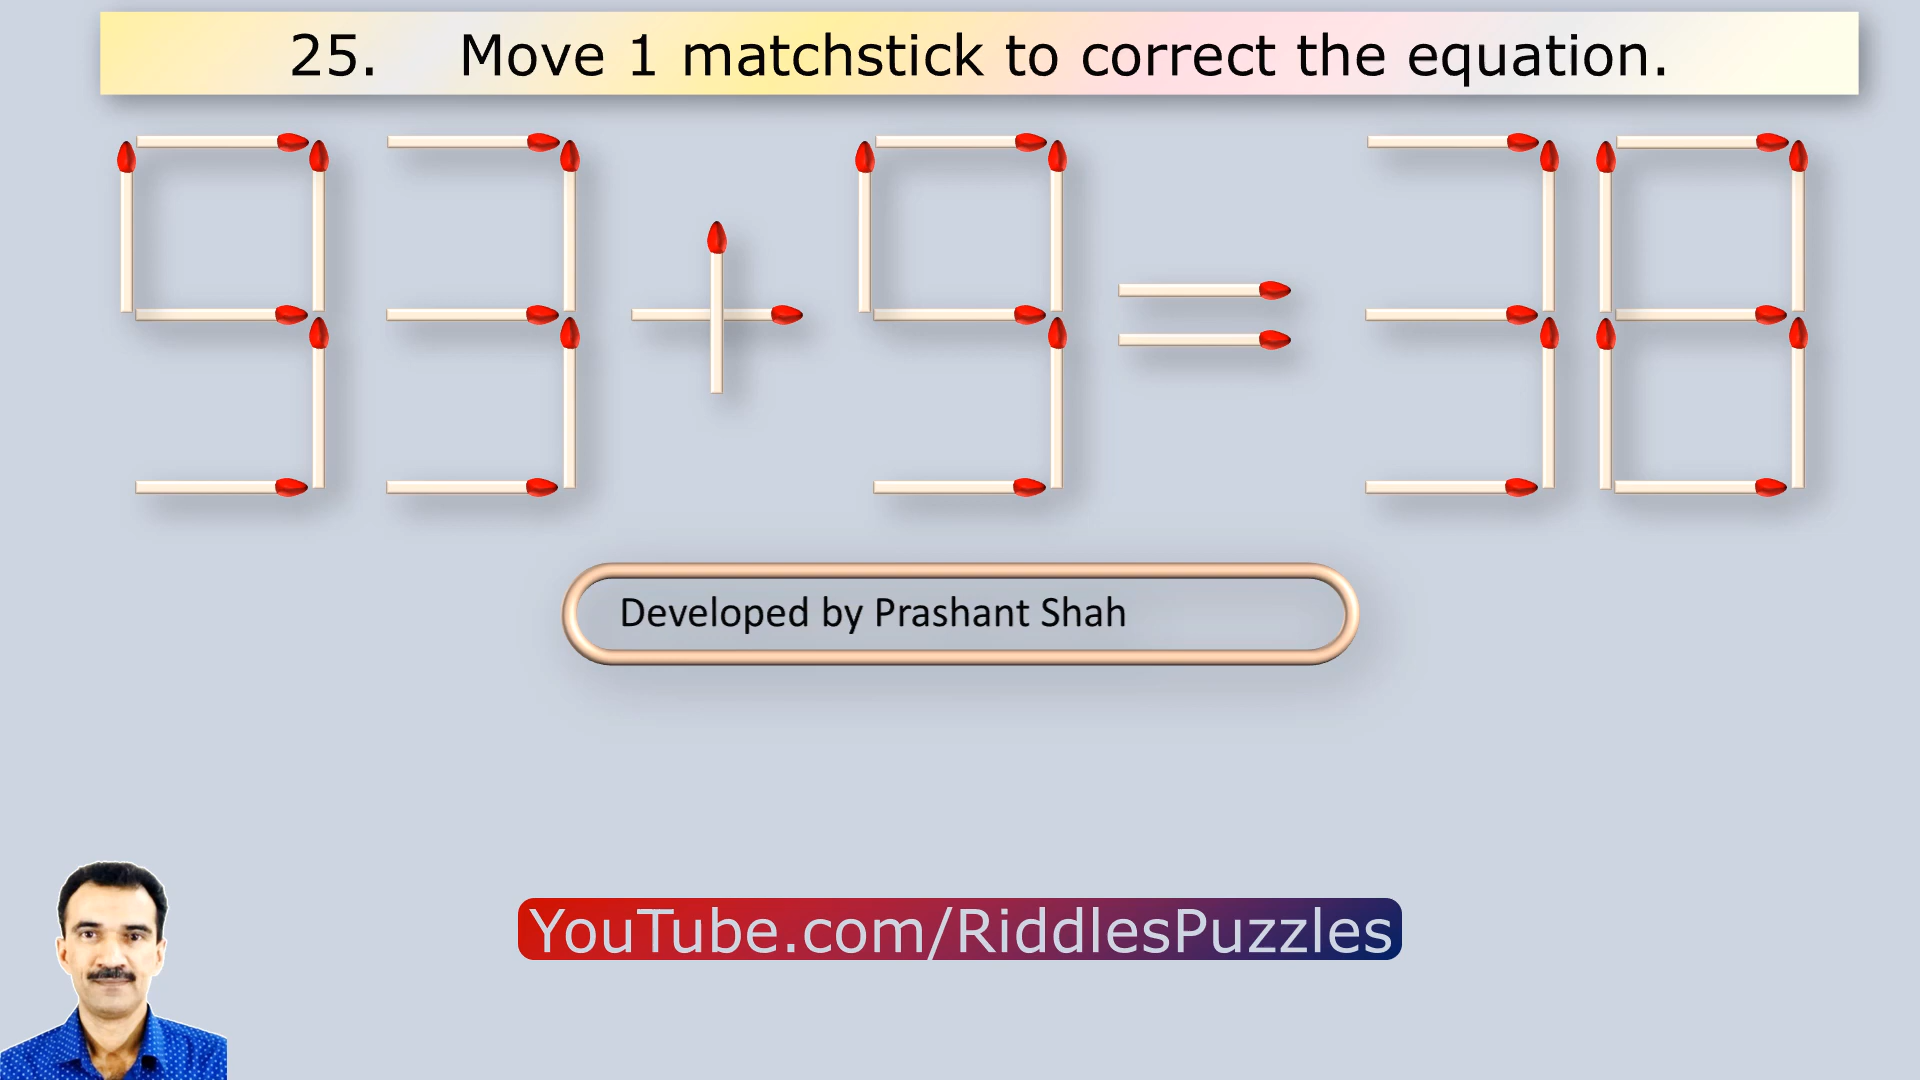 25. Move 1 matchstick to correct the equation.
93+9=38
Developed by Prashant Shah
YouTube.com/RiddlesPuzzles